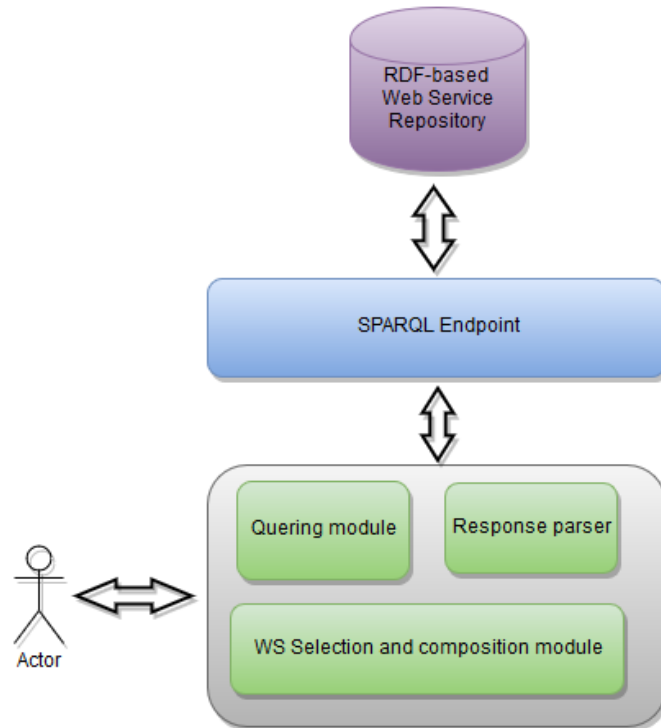 RDF-based
Web Service
Repository
SPARQL Endpoint
Quering module
Response parser
WS Selection and composition module
Actor